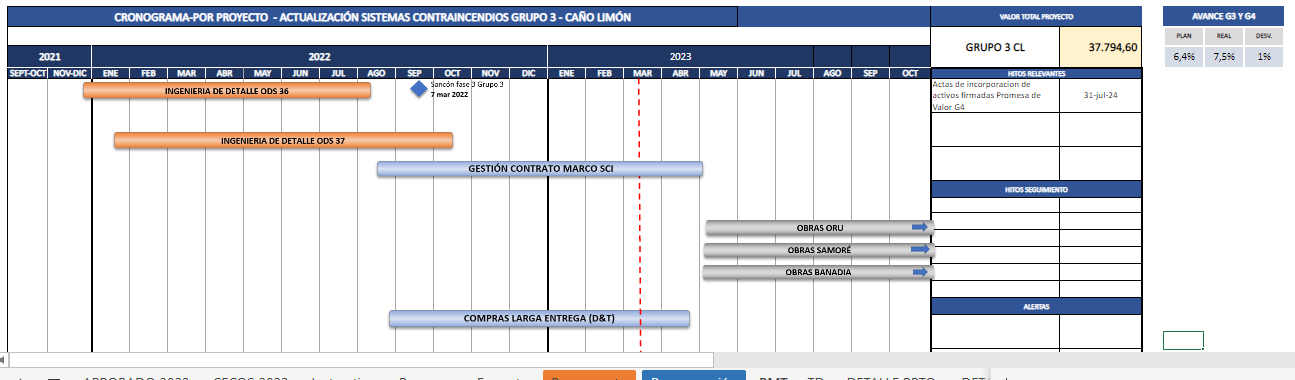 CRONOGRAMA-POR PROYECTO - ACTUALIZACIÓN SISTEMAS CONTRAINCENDIOS GRUPO 3 - CAÑO LIMÓN
VALOR TOTAL PROYECTO
AVANCE G3 Y G4
PLAN REAL DESV.
GRUPO 3 CL 37.794,60
6,4% 7,5% 1%
2021 2022 2023
SEPT-OCT NOV-DIC ENE FEB MAR ABR MAY JUN JUL AGO SEP OCT NOV DIC ENE FEB MAR ABR MAY JUN JUL AGO SEP OCT
HITOS RELEVANTES
INGENIERIA DE DETALLE ODS 36
Sancón fase 3 Grupo 3
7 mar 2022
Actas de incorporacion de
activos firmadas Promesa de
Valor G4
31-jul-24
INGENIERIA DE DETALLE ODS 37
GESTIÓN CONTRATO MARCO SCI
HITOS SEGUIMIENTO
OBRAS ORU
OBRAS SAMORÉ
OBRAS BANADIA
ALERTAS
COMPRAS LARGA ENTREGA (D&T)